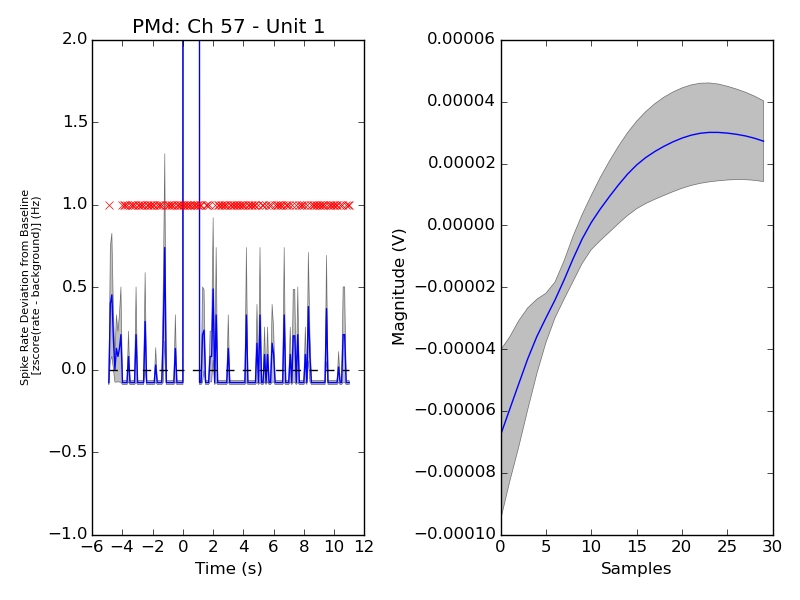 PMd: Ch 57 - Unit 1
2.0
1.5
1.0
0.5
0.0
−0.5
−1.0
−6 −4 −2 0 2 4 6 8 10 12
Time (s)
Spike Rate Deviation from Baseline
[zscore(rate - background)] (Hz)
0.00006
0.00004
0.00002
0.00000
−0.00002
−0.00004
−0.00006
−0.00008
−0.00010
0 5 10 15 20 25 30
Samples
Magnitude (V)